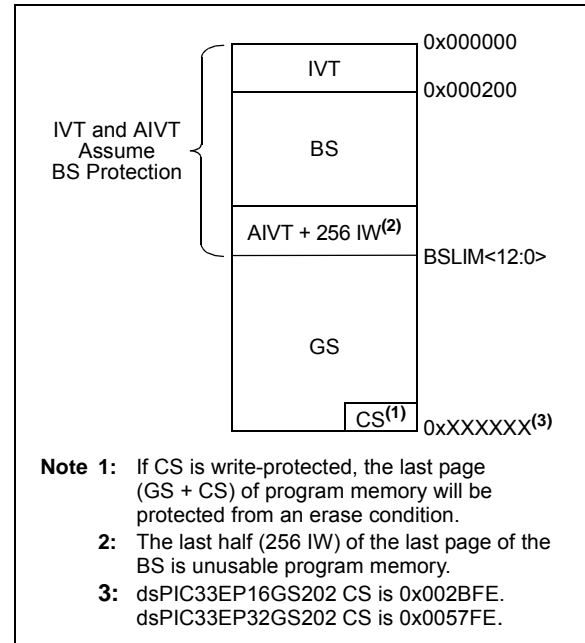 0x000000
IVT
0x000200
IVT and AIVT
Assume
BS Protection
BS
AIVT + 256 IW(2)
BSLIM<12:0>
GS
CS(1)
0xXXXXXX(3)
Note 1: If CS is write-protected, the last page
(GS + CS) of program memory will be
protected from an erase condition.
2: The last half (256 IW) of the last page of the
BS is unusable program memory.
3: dsPIC33EP16GS202 CS is 0x002BFE.
dsPIC33EP32GS202 CS is 0x0057FE.